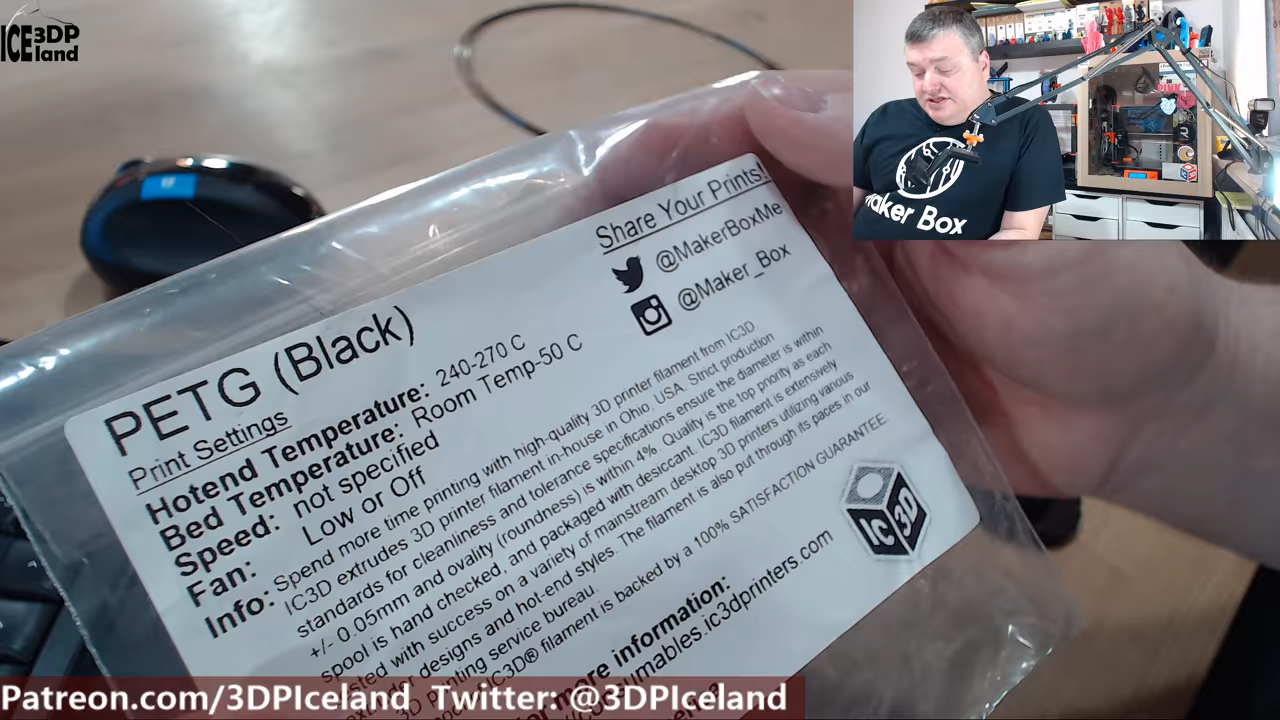 ICE 3DP land
Maker Box
Share Your Prints!
@MakerBoxMe
@Maker_Box
PETG (Black)
Print Settings
Hotend Temperature: 240-270 C
Bed Temperature: Room Temp-50 C
Speed: not specified
Fan: Low or Off
Info: Spend more time printing with high-quality 3D printer filament from IC3D
IC3D extrudes 3D printer filament in-house in Ohio, USA. Strict production
standards for cleanliness and tolerance specifications ensure the diameter is within
+/- 0.05mm and ovality (roundness) is within 4%. Quality is the top priority as each
spool is hand checked, and packaged with desiccant. IC3D filament is extensively
sted with success on a variety of mainstream desktop 3D printers utilizing various
designs and hot-end styles. The filament is also put through its paces in our
3D printing service bureau.
IC3D® filament is backed by a 100% SATISFACTION GUARANTEE.
more information:
umables.ic3dprinters.com
Ic 3D
Patreon.com/3DPIceland Twitter: @3DPIceland